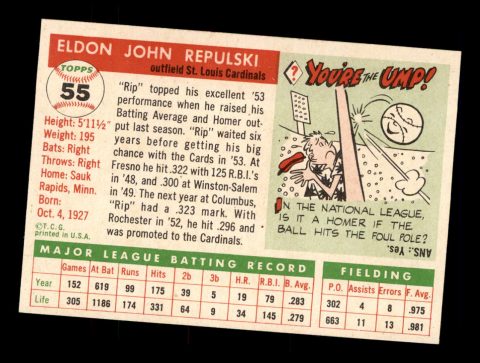 ELDON JOHN REPULSKI
outfield St. Louis Cardinals
TOPPS
55
Height: 5'11½"
Weight: 195
Bats: Right
Throws: Right
Home: Sauk
Rapids, Minn.
Born:
Oct. 4, 1927
©T.C.G.
printed in U.S.A.
"Rip" topped his excellent '53
performance when he raised his
Batting Average and Homer out-
put last season. "Rip" waited six
years before getting his big
chance with the Cards in '53. At
Fresno he hit .322 with 125 R.B.I.'s
in '48, and .300 at Winston-Salem
in '49. The next year at Columbus,
"Rip" had a .323 mark. With
Rochester in '52, he hit .296 and
was promoted to the Cardinals.
? YOU'RE THE UMP!
IN THE NATIONAL LEAGUE,
IS IT A HOMER IF THE
BALL HITS THE FOUL POLE?
ANS.: Yes.
MAJOR LEAGUE BATTING RECORD
Games At Bat Runs Hits 2b 3b H.R. R.B.I. B. Avg.
Year 152 619 99 175 39 5 19 79 .283
Life 305 1186 174 331 64 9 34 145 .279
FIELDING
P.O. Assists Errors F. Avg.
302 4 8 .975
663 11 13 .981